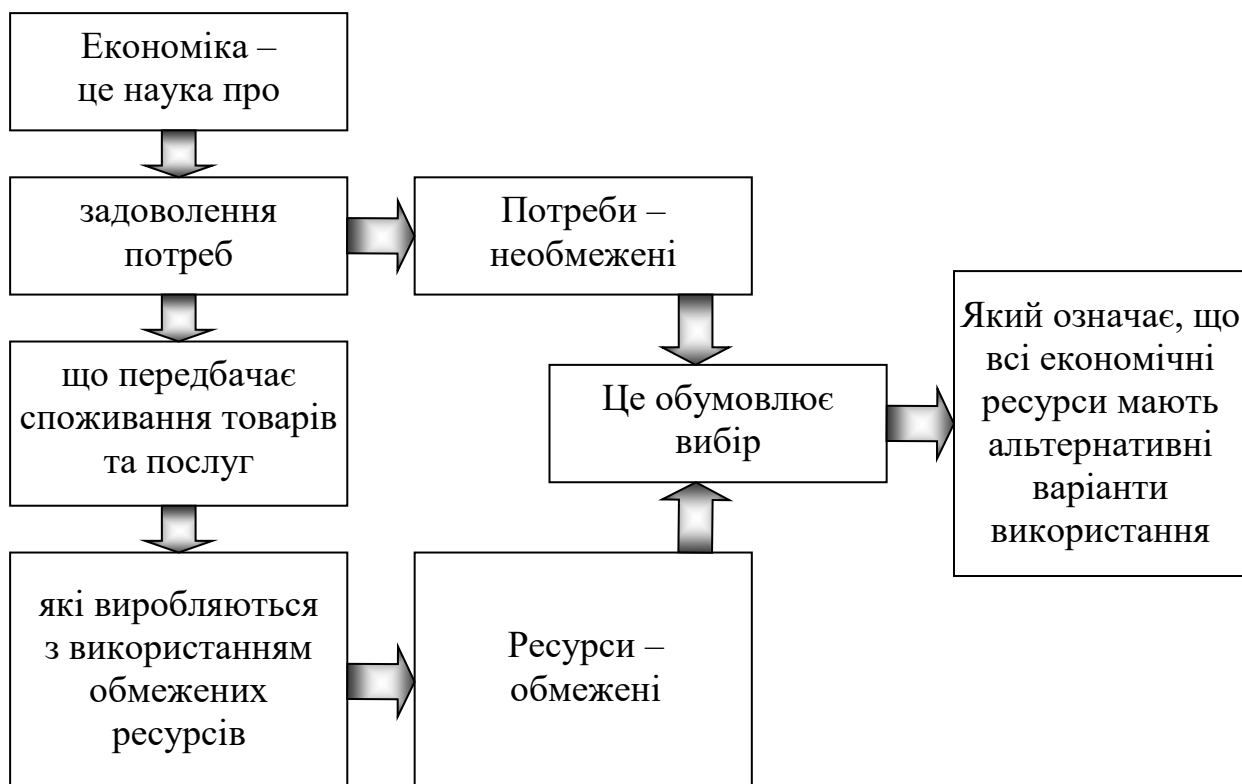 Економіка –
це наука про
задоволення
потреб
Потреби –
необмежені
що передбачає
споживання товарів
та послуг
Це обумовлює
вибір
Який означає, що
всі економічні
ресурси мають
альтернативні
варіанти
використання
які виробляються
з використанням
обмежених
ресурсів
Ресурси –
обмежені